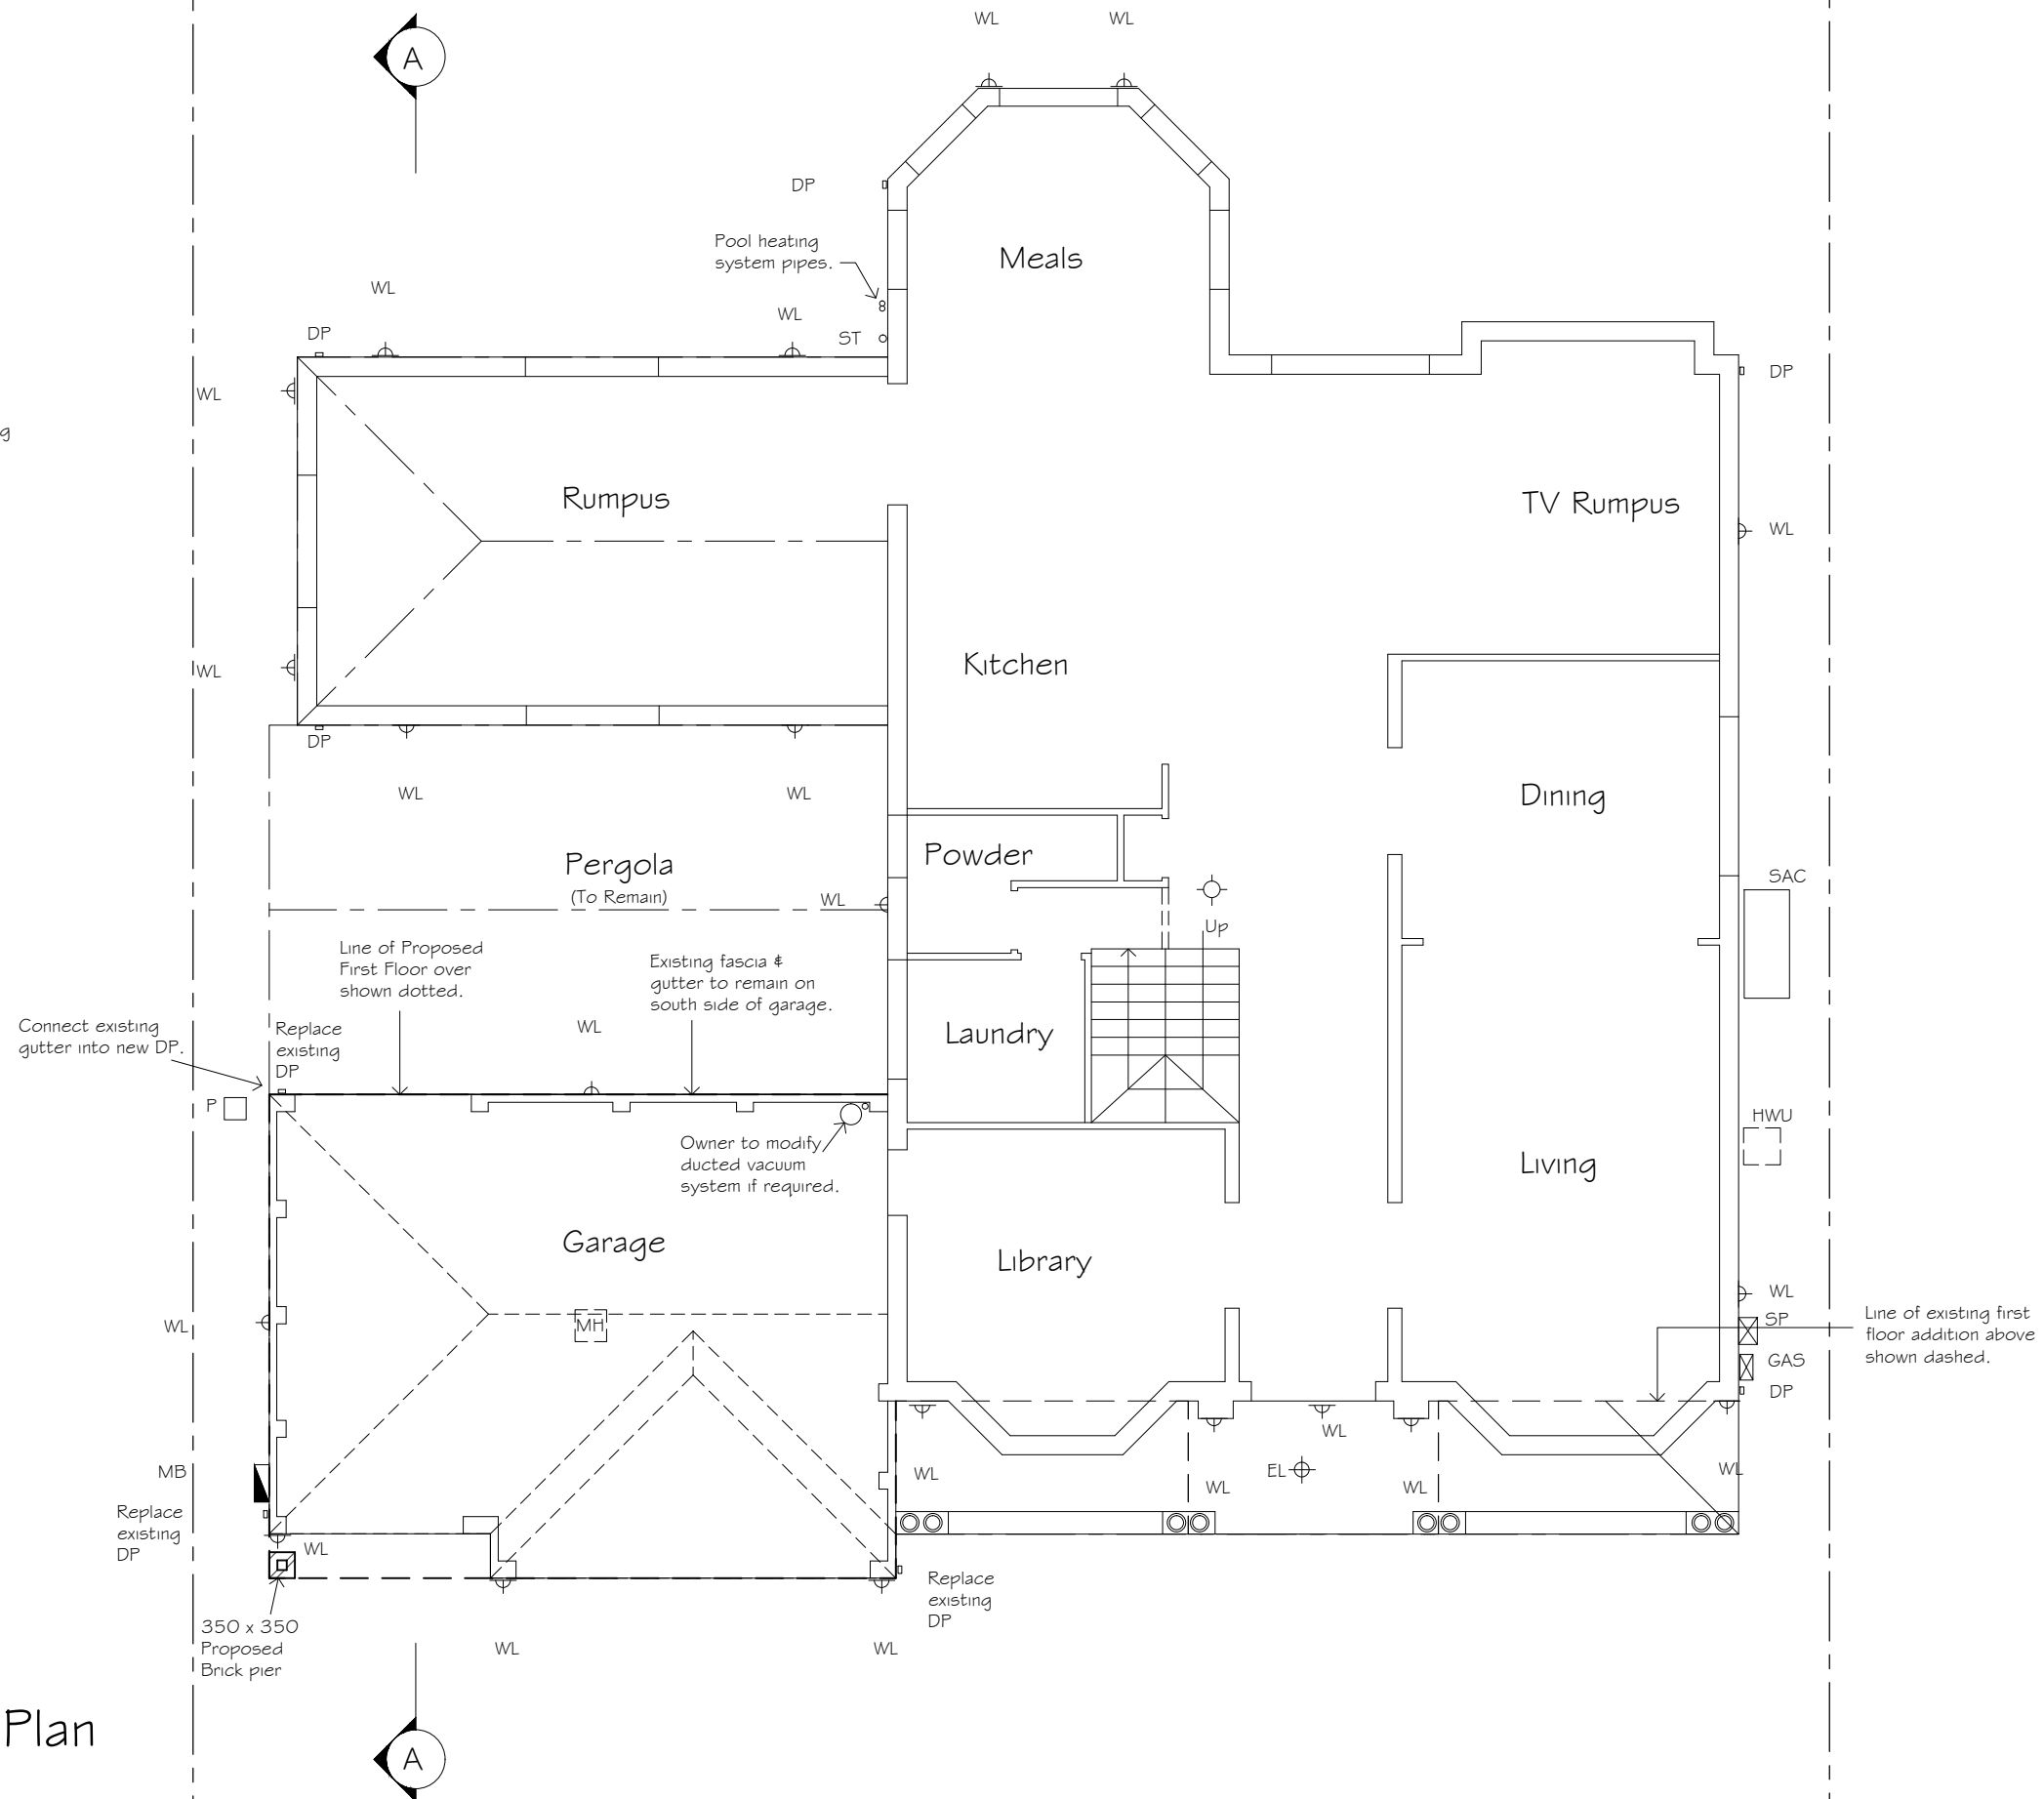 WL
WL
A
DP
Pool heating
system pipes.
Meals
WL
WL
DP
ST
DP
WL
g
Rumpus
TV Rumpus
WL
Kitchen
WL
DP
WL
WL
Dining
Powder
Pergola
(To Remain)
WL
SAC
Up
Line of Proposed
First Floor over
shown dotted.
Existing fascia &
gutter to remain on
south side of garage.
Connect existing
gutter into new DP.
Replace
existing
DP
WL
Laundry
P
HWU
Owner to modify
ducted vacuum
system if required.
Living
Garage
Library
WL
MH
WL
SP
GAS
DP
Line of existing first
floor addition above
shown dashed.
WL
MB
WL
EL
WL
WL
WL
Replace
existing
DP
WL
Replace
existing
DP
350 x 350
Proposed
Brick pier
WL
WL
Plan
A